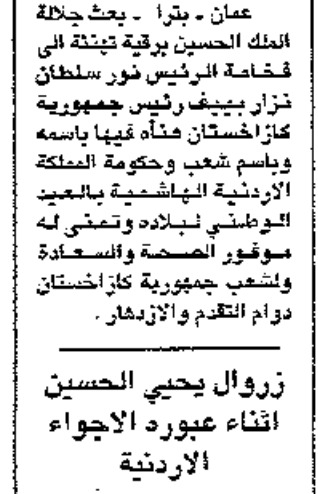 عمان ـ بترا ـ بعث جلالة
الملك الحسين برقية تهنئة الى
فخامة الرئيس نور سلطان
نزار بييف رئيس جمهورية
كازاخستان هنأه فيها باسمه
وباسم شعب وحكومة المملكة
الاردنية الهاشمية بالعيد
الوطني لبلاده وتمنى له
موفور الصحة والسعادة
ولشعب جمهورية كازاخستان
دوام التقدم والازدهار .
زروال يحيي الحسين
اثناء عبوره الاجواء
الاردنية